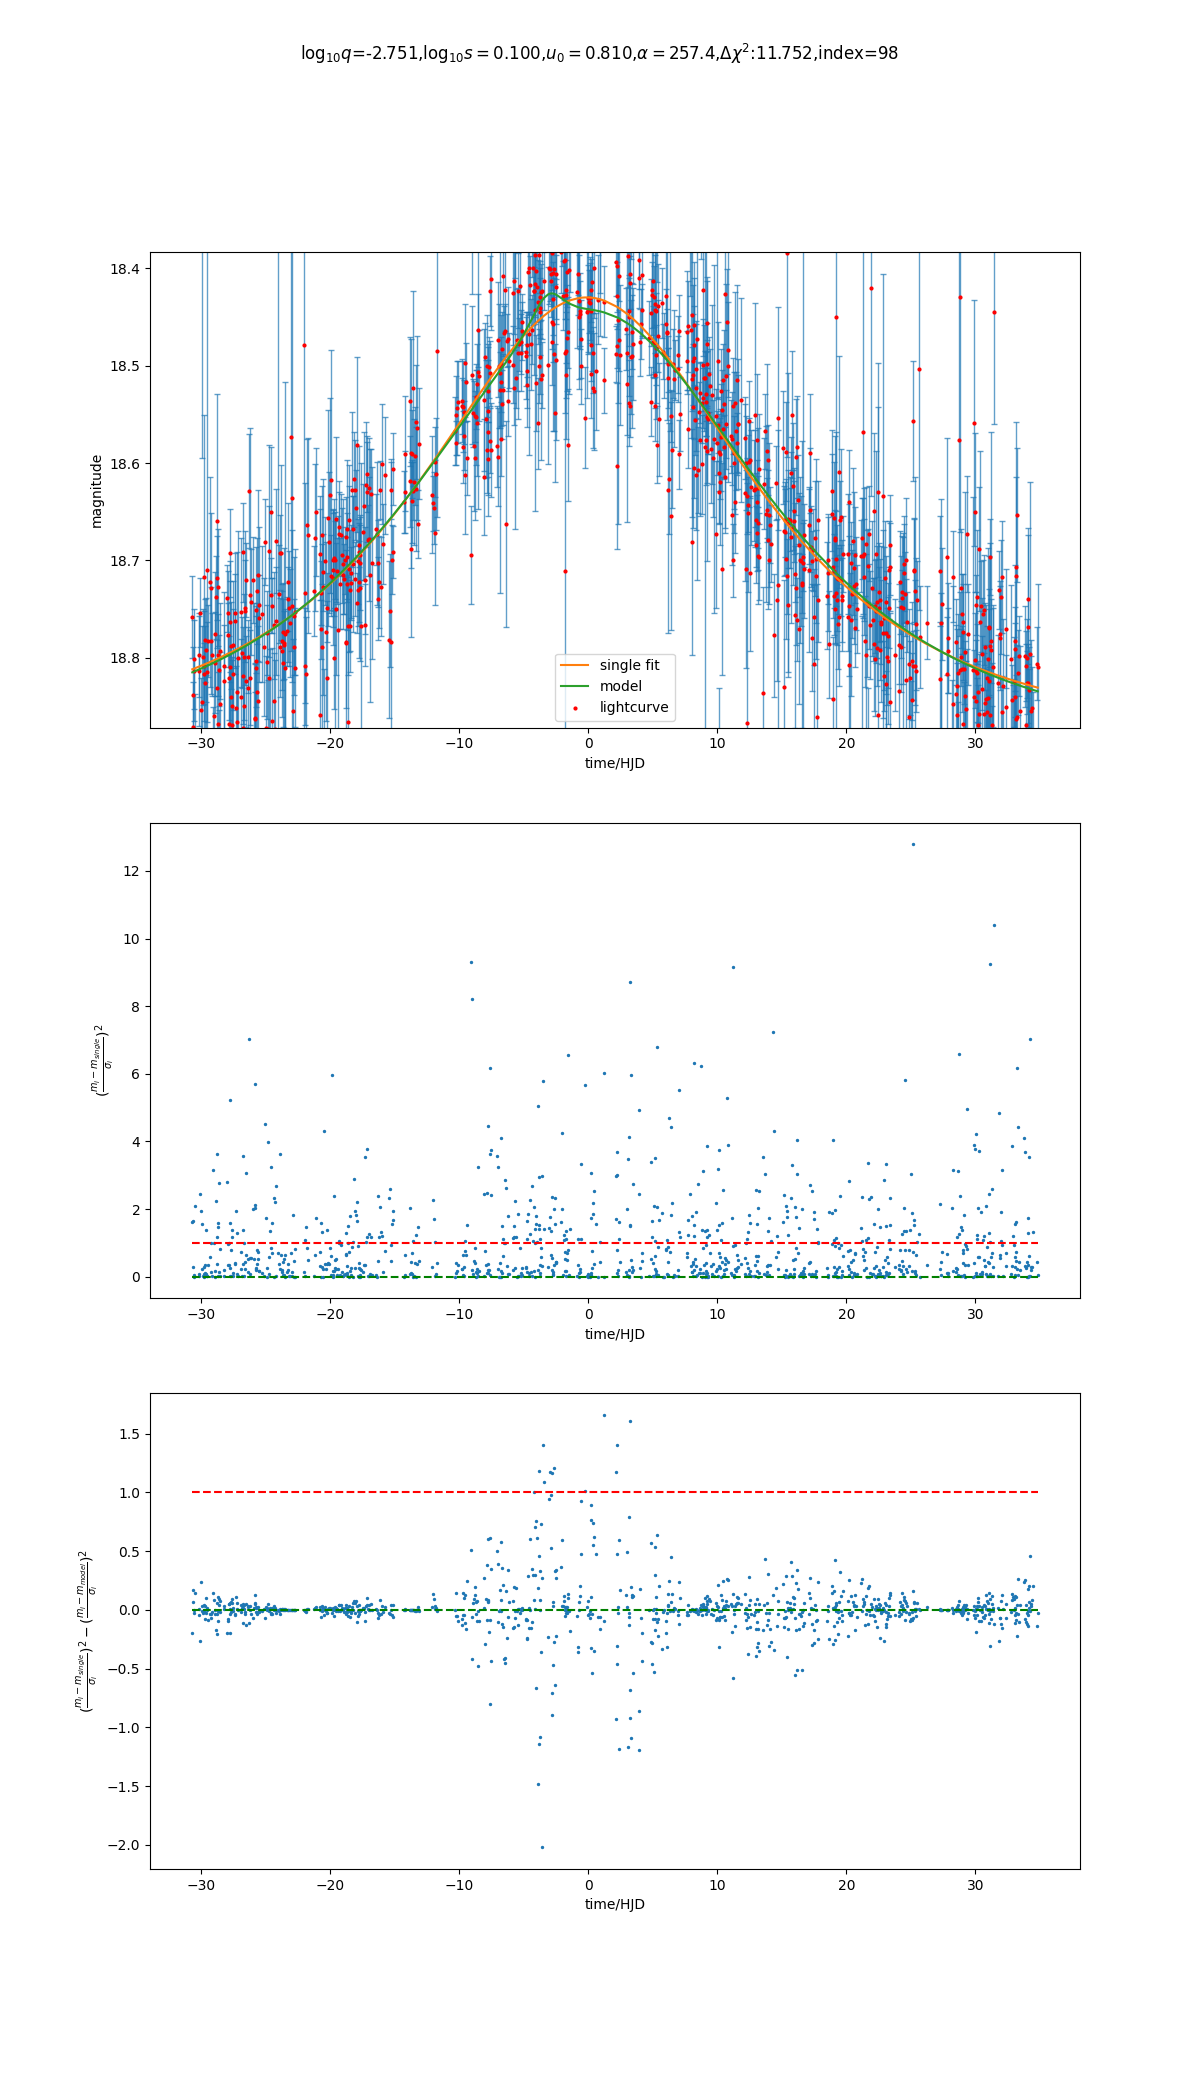 log₁₀q=-2.751,log₁₀s = 0.100,u₀ = 0.810,α = 257.4,Δχ²:11.752,index=98
18.4
18.5
18.6
18.7
18.8
magnitude
single fit
model
lightcurve
−30 −20 −10 0 10 20 30
time/HJD
12
10
8
6
4
2
0
((mᵢ − m_single)/σᵢ)²
−30 −20 −10 0 10 20 30
time/HJD
1.5
1.0
0.5
0.0
−0.5
−1.0
−1.5
−2.0
((mᵢ − m_single)/σᵢ)² − ((mᵢ − m_model)/σᵢ)²
−30 −20 −10 0 10 20 30
time/HJD